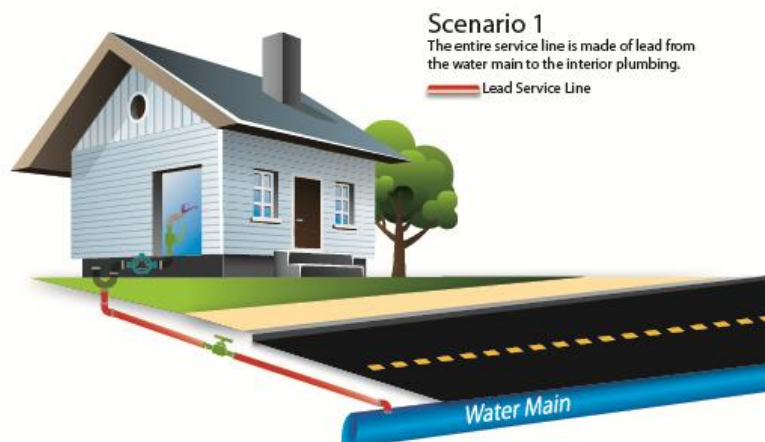 Scenario 1
The entire service line is made of lead from
the water main to the interior plumbing.
Lead Service Line
Water Main